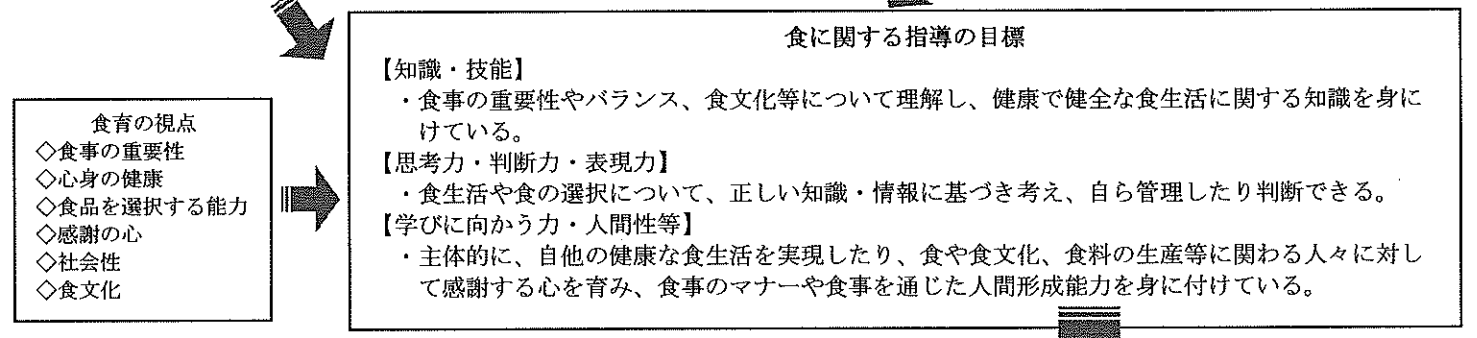 食に関する指導の目標
【知識・技能】
・食事の重要性やバランス、食文化等について理解し、健康で健全な食生活に関する知識を身に
けている。
【思考力・判断力・表現力】
・食生活や食の選択について、正しい知識・情報に基づき考え、自ら管理したり判断できる。
【学びに向かう力・人間性等】
・主体的に、自他の健康な食生活を実現したり、食や食文化、食料の生産等に関わる人々に対し
て感謝する心を育み、食事のマナーや食事を通じた人間形成能力を身に付けている。
食育の視点
◇食事の重要性
◇心身の健康
◇食品を選択する能力
◇感謝の心
◇社会性
◇食文化